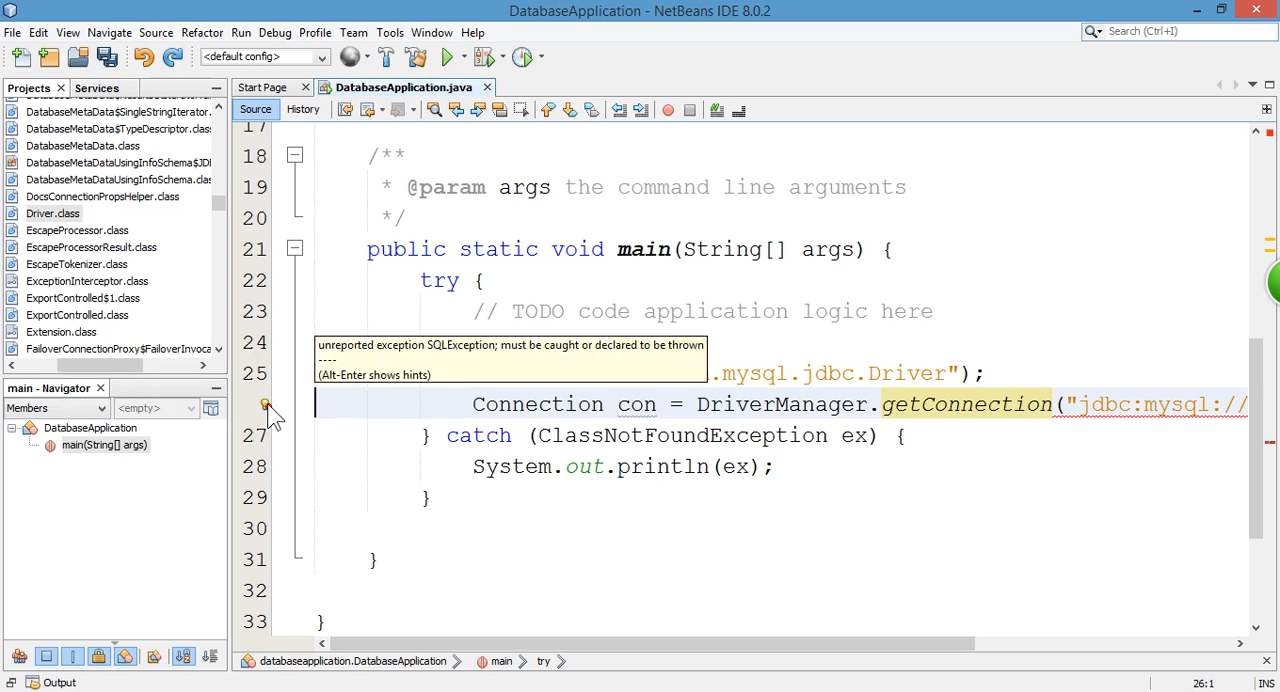 DatabaseApplication - NetBeans IDE 8.0.2
File Edit View Navigate Source Refactor Run Debug Profile Team Tools Window Help
Search (Ctrl+I)
<default config>
Projects Services
Start Page DatabaseApplication.java
Source History
DatabaseMetaData$SingleStringIterator.
DatabaseMetaData$TypeDescriptor.class
DatabaseMetaData.class
DatabaseMetaDataUsingInfoSchema$JD
DatabaseMetaDataUsingInfoSchema.clas
DocsConnectionPropsHelper.class
Driver.class
EscapeProcessor.class
EscapeProcessorResult.class
EscapeTokenizer.class
ExceptionInterceptor.class
ExportControlled$1.class
ExportControlled.class
Extension.class
FailoverConnectionProxy$FailoverInvoca
main - Navigator
Members <empty>
DatabaseApplication
main(String[] args)
17
18 /**
19 * @param args the command line arguments
20 */
21 public static void main(String[] args) {
22 try {
23 // TODO code application logic here
24
unreported exception SQLException; must be caught or declared to be thrown
----
(Alt-Enter shows hints)
25 .mysql.jdbc.Driver");
Connection con = DriverManager.getConnection("jdbc:mysql://
27 } catch (ClassNotFoundException ex) {
28 System.out.println(ex);
29 }
30
31 }
32
33 }
databaseapplication.DatabaseApplication main try
Output
26:1 INS